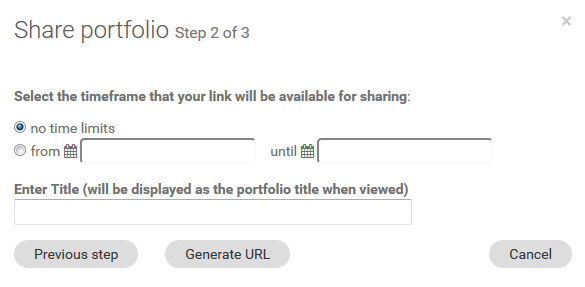 Share portfolio Step 2 of 3 ×
Select the timeframe that your link will be available for sharing:
no time limits
from until
Enter Title (will be displayed as the portfolio title when viewed)
Previous step Generate URL Cancel